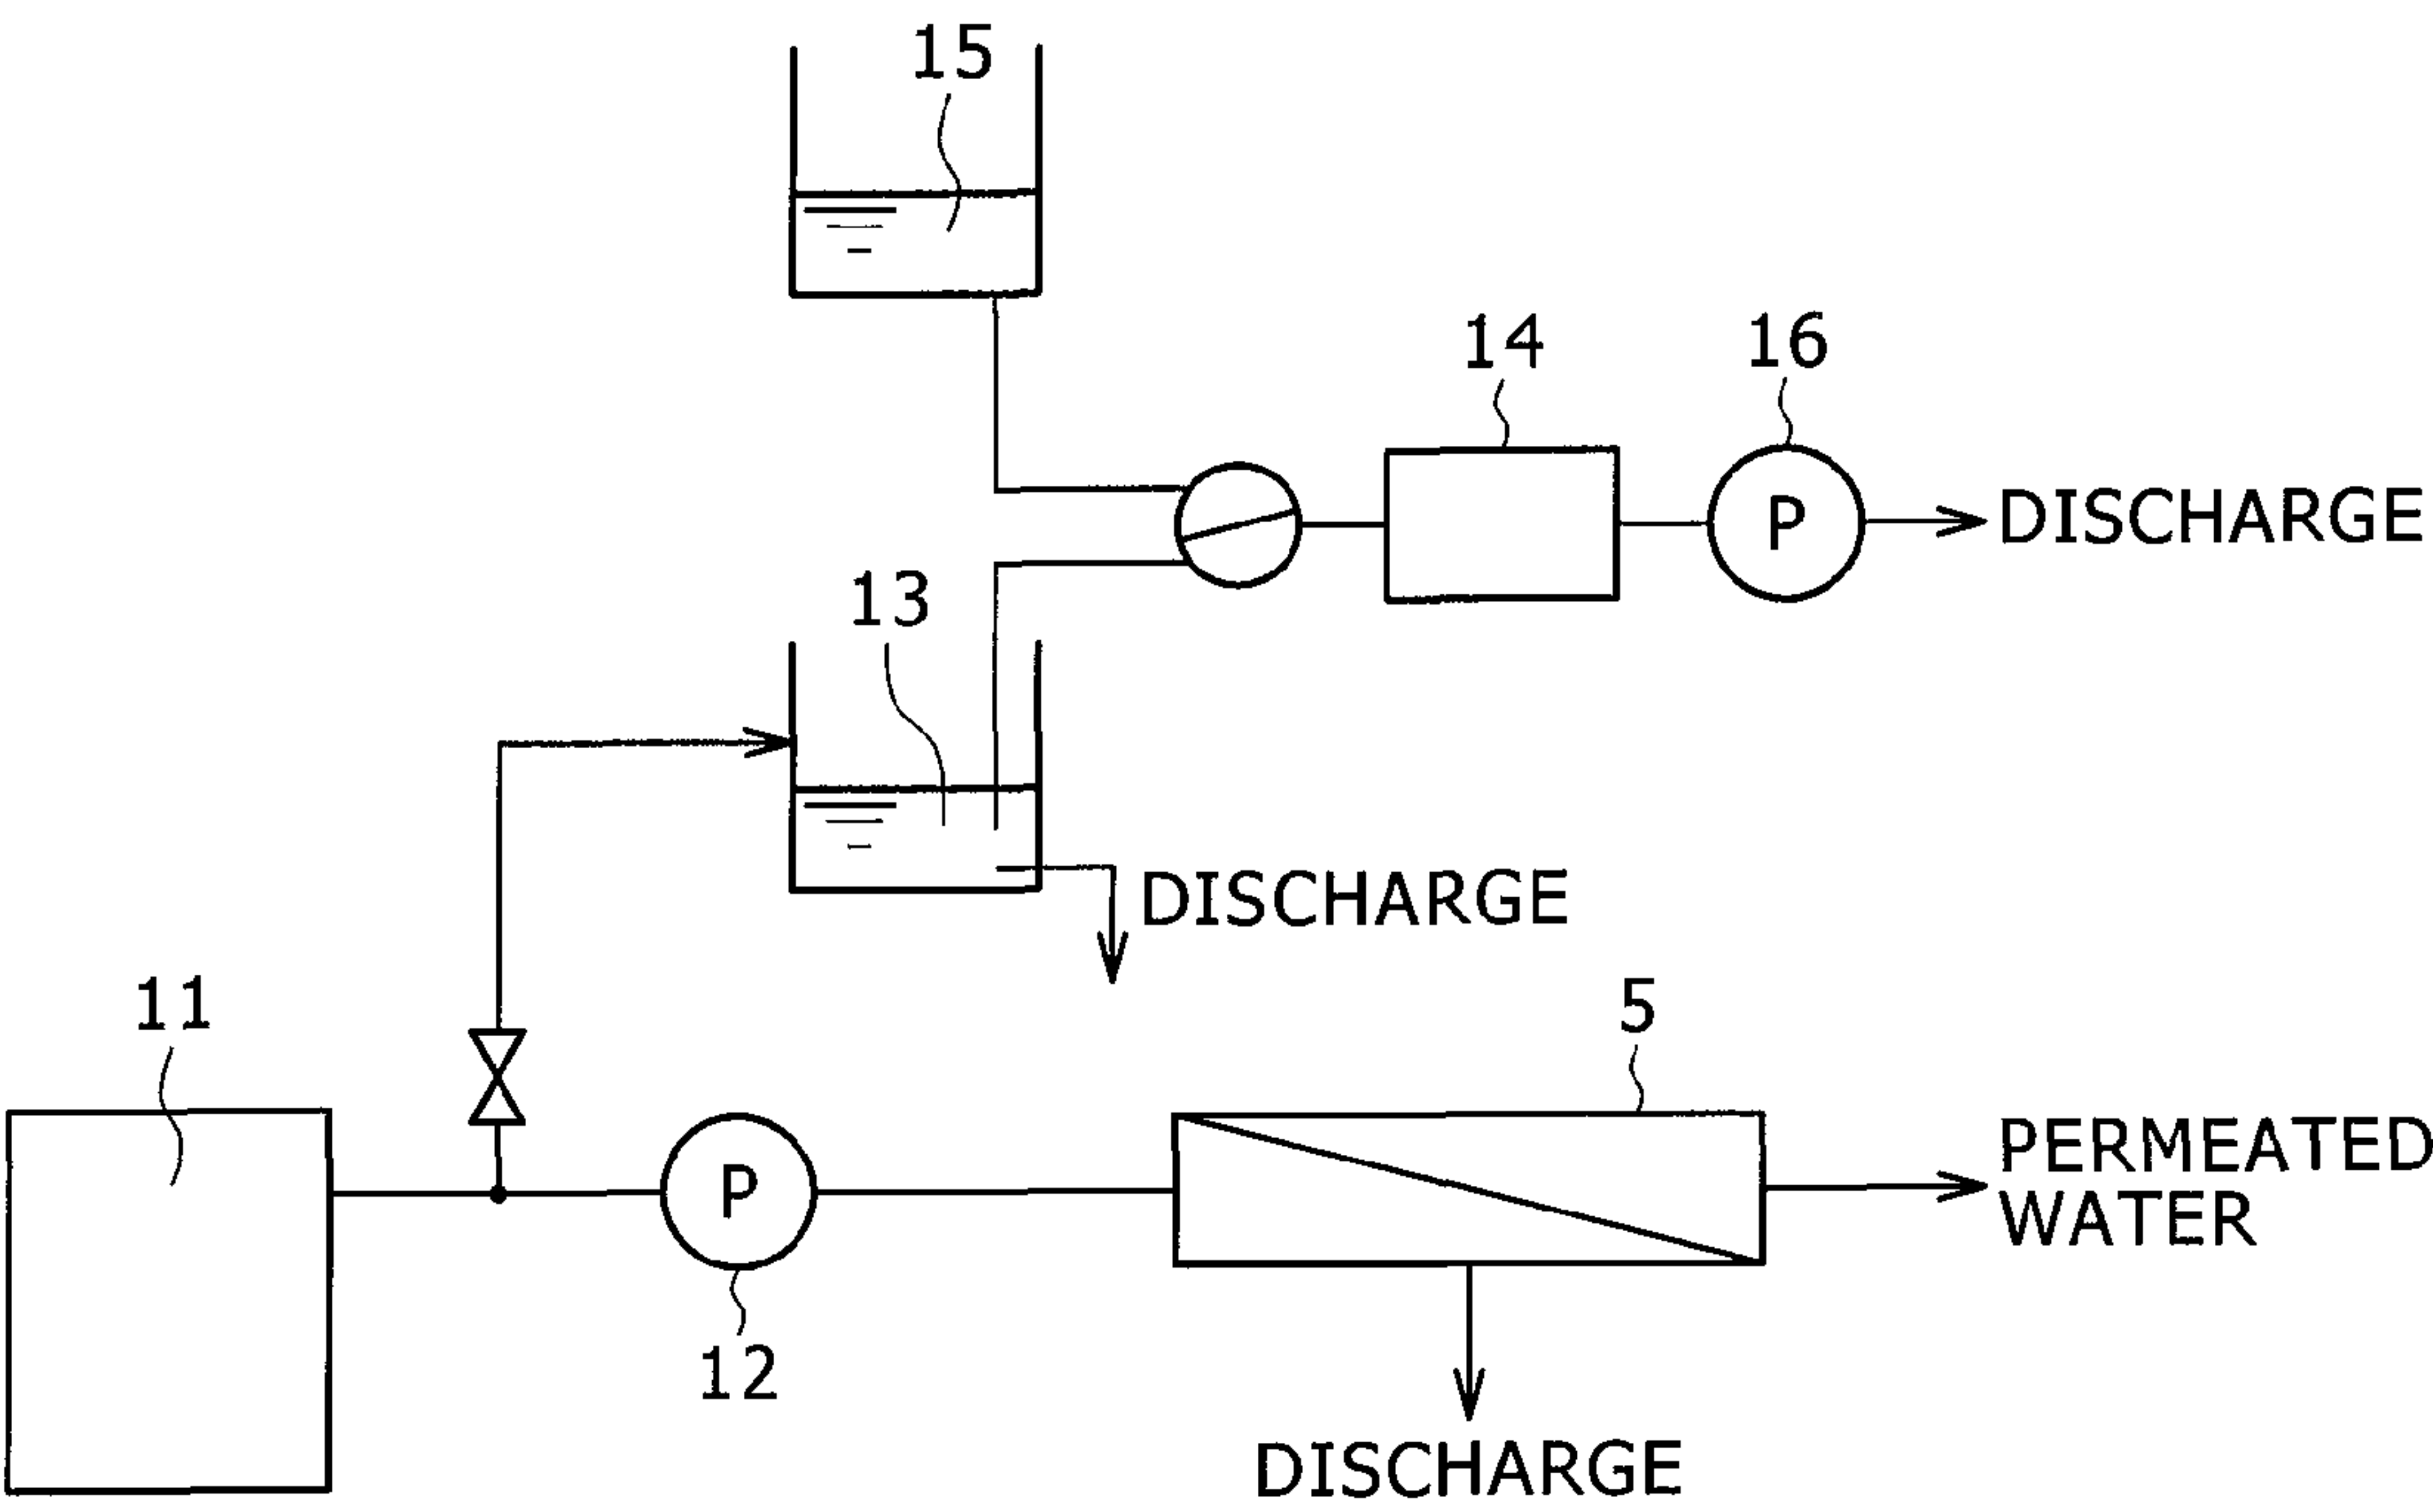 15
14
16
P
DISCHARGE
13
DISCHARGE
11
5
P
PERMEATED
WATER
12
DISCHARGE